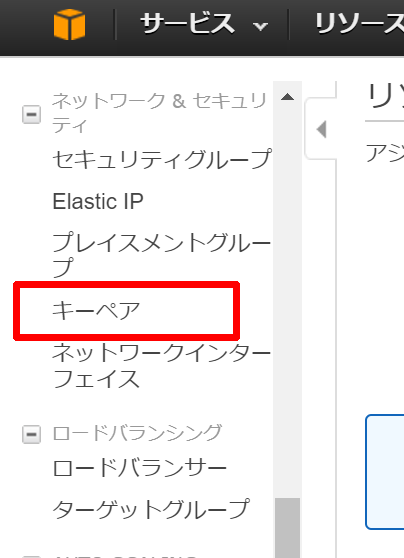 サービス リソース
ネットワーク & セキュリ
ティ
セキュリティグループ
Elastic IP
プレイスメントグルー
プ
キーペア
ネットワークインター
フェイス
ロードバランシング
ロードバランサー
ターゲットグループ
リ
アジ